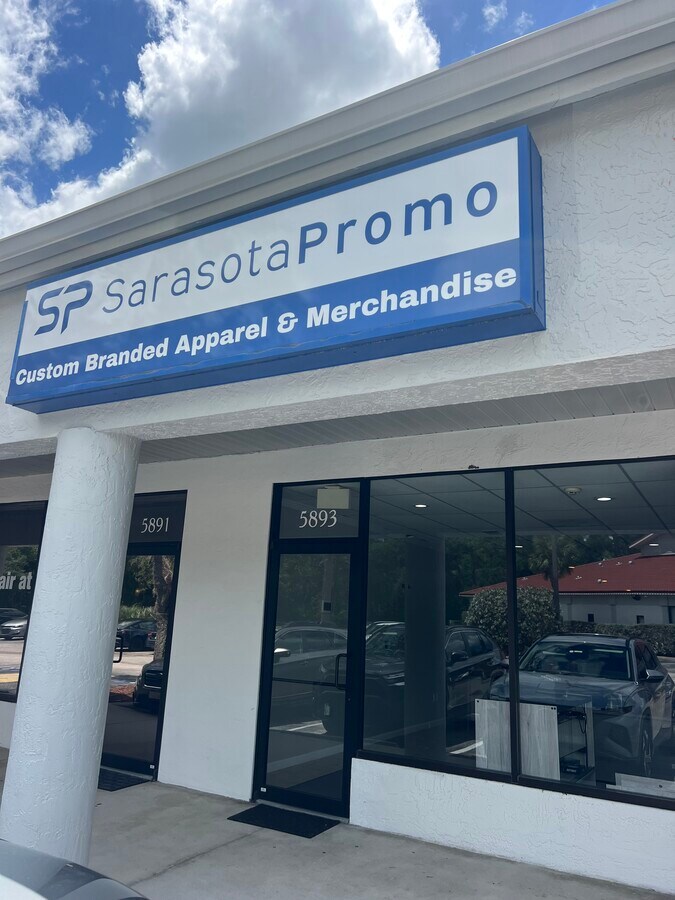 SP SarasotaPromo
Custom Branded Apparel & Merchandise
5891
5893
air at